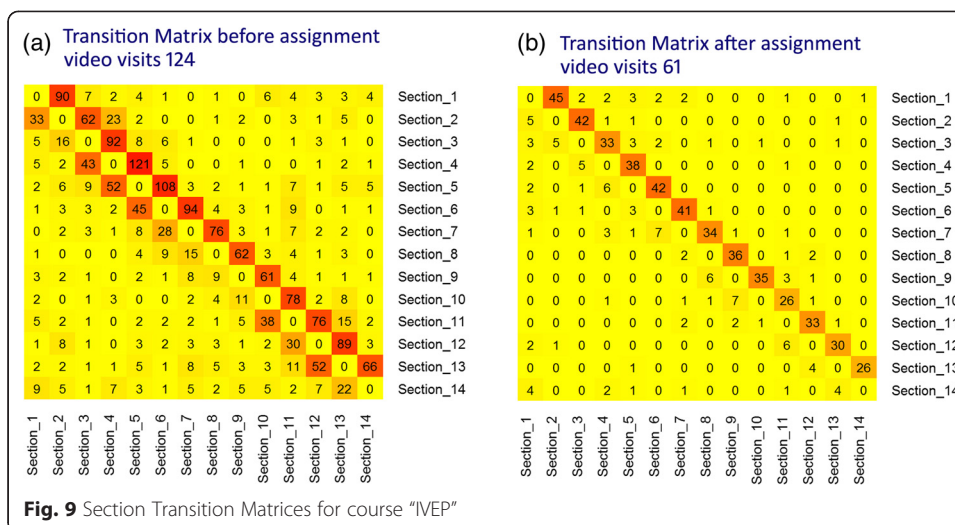 (a) Transition Matrix before assignment
video visits 124
0 90 7 2 4 1 0 1 0 6 4 3 3 4 Section_1
33 0 62 23 2 0 0 1 2 0 3 1 5 0 Section_2
5 16 0 92 8 6 1 0 0 0 1 3 1 0 Section_3
5 2 43 0 121 5 0 0 1 0 0 1 2 1 Section_4
2 6 9 52 0 108 3 2 1 1 7 1 5 5 Section_5
1 3 3 2 45 0 94 4 3 1 9 0 1 1 Section_6
0 2 3 1 8 28 0 76 3 1 7 2 2 0 Section_7
1 0 0 0 4 9 15 0 62 3 4 1 3 0 Section_8
3 2 1 0 2 1 8 9 0 61 4 1 1 1 Section_9
2 0 1 3 0 0 2 4 11 0 78 2 8 0 Section_10
5 2 1 0 2 2 2 1 5 38 0 76 15 2 Section_11
1 8 1 0 3 2 3 3 1 2 30 0 89 3 Section_12
2 2 1 1 5 1 8 5 3 3 11 52 0 66 Section_13
9 5 1 7 3 1 5 2 5 5 2 7 22 0 Section_14
Section_1 Section_2 Section_3 Section_4 Section_5 Section_6 Section_7 Section_8 Section_9 Section_10 Section_11 Section_12 Section_13 Section_14
(b) Transition Matrix after assignment
video visits 61
0 45 2 2 3 2 2 0 0 0 1 0 0 1 Section_1
5 0 42 1 1 0 0 0 0 0 0 0 1 0 Section_2
3 5 0 33 3 2 0 1 0 1 0 0 1 0 Section_3
2 0 5 0 38 0 0 0 0 0 1 0 0 0 Section_4
2 0 1 6 0 42 0 0 0 0 0 0 0 0 Section_5
3 1 1 0 3 0 41 1 0 0 0 0 0 0 Section_6
1 0 0 3 1 7 0 34 1 0 0 0 0 0 Section_7
0 0 0 0 0 0 2 0 36 0 1 2 0 0 Section_8
0 0 0 0 0 0 0 6 0 35 3 1 0 0 Section_9
0 0 0 1 0 0 1 1 7 0 26 1 0 0 Section_10
0 0 0 0 0 0 2 0 2 1 0 33 1 0 Section_11
2 1 0 0 0 0 0 0 0 0 6 0 30 0 Section_12
0 0 0 0 1 0 0 0 0 0 0 4 0 26 Section_13
4 0 0 2 1 0 1 0 0 0 1 0 4 0 Section_14
Section_1 Section_2 Section_3 Section_4 Section_5 Section_6 Section_7 Section_8 Section_9 Section_10 Section_11 Section_12 Section_13 Section_14
Fig. 9 Section Transition Matrices for course “IVEP”